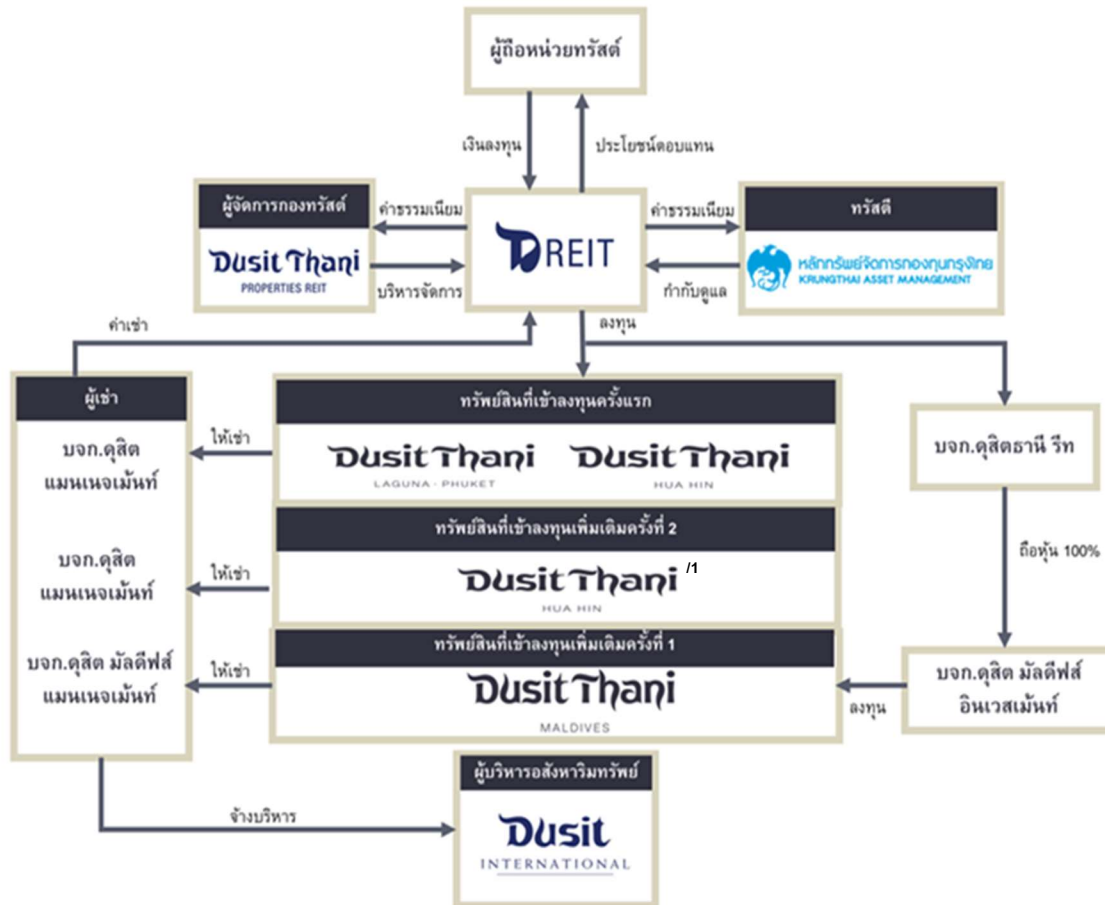 ผู้ถือหน่วยทรัสต์
เงินลงทุน
ประโยชน์ตอบแทน
ผู้จัดการกองทรัสต์
Dusit Thani
PROPERTIES REIT
ค่าธรรมเนียม
บริหารจัดการ
DREIT
ค่าธรรมเนียม
กำกับดูแล
ทรัสตี
หลักทรัพย์จัดการกองทุนกรุงไทย
KRUNGTHAI ASSET MANAGEMENT
ค่าเช่า
ลงทุน
ผู้เช่า
บจก.ดุสิต
แมนเนจเม้นท์
บจก.ดุสิต
แมนเนจเม้นท์
บจก.ดุสิต มัลดีฟส์
แมนเนจเม้นท์
ให้เช่า
ให้เช่า
ให้เช่า
ทรัพย์สินที่เข้าลงทุนครั้งแรก
Dusit Thani
LAGUNA - PHUKET
Dusit Thani
HUA HIN
ทรัพย์สินที่เข้าลงทุนเพิ่มเติมครั้งที่ 2
Dusit Thani /1
HUA HIN
ทรัพย์สินที่เข้าลงทุนเพิ่มเติมครั้งที่ 1
Dusit Thani
MALDIVES
บจก.ดุสิตธานี รีท
ถือหุ้น 100%
บจก.ดุสิต มัลดีฟส์
อินเวสเม้นท์
ลงทุน
จ้างบริหาร
ผู้บริหารอสังหาริมทรัพย์
Dusit
INTERNATIONAL